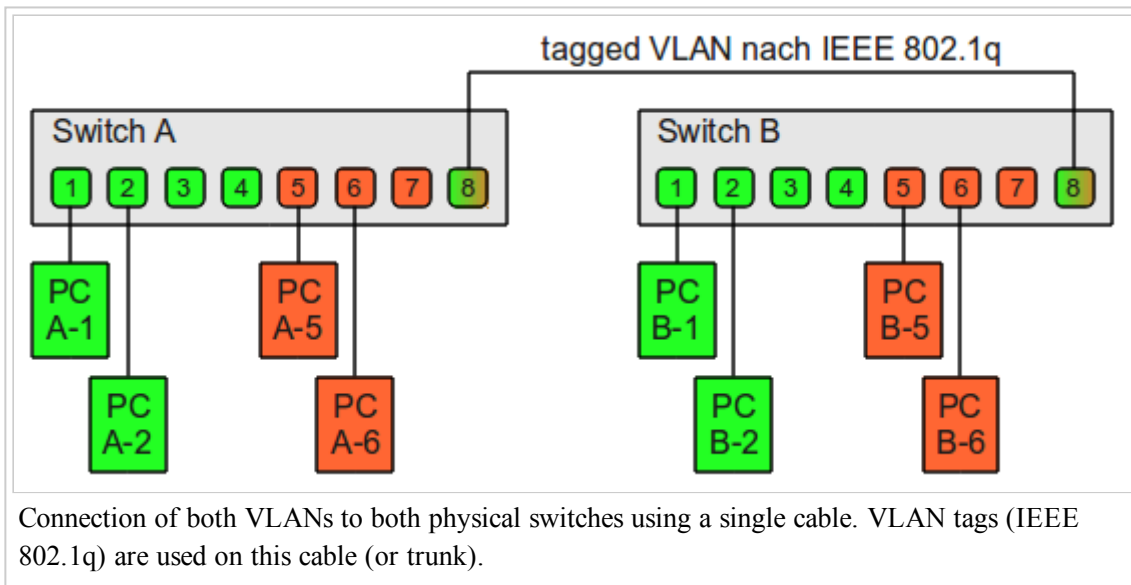 tagged VLAN nach IEEE 802.1q
Switch A
1 2 3 4 5 6 7 8
Switch B
1 2 3 4 5 6 7 8
PC
A-1
PC
A-5
PC
B-1
PC
B-5
PC
A-2
PC
A-6
PC
B-2
PC
B-6
Connection of both VLANs to both physical switches using a single cable. VLAN tags (IEEE
802.1q) are used on this cable (or trunk).